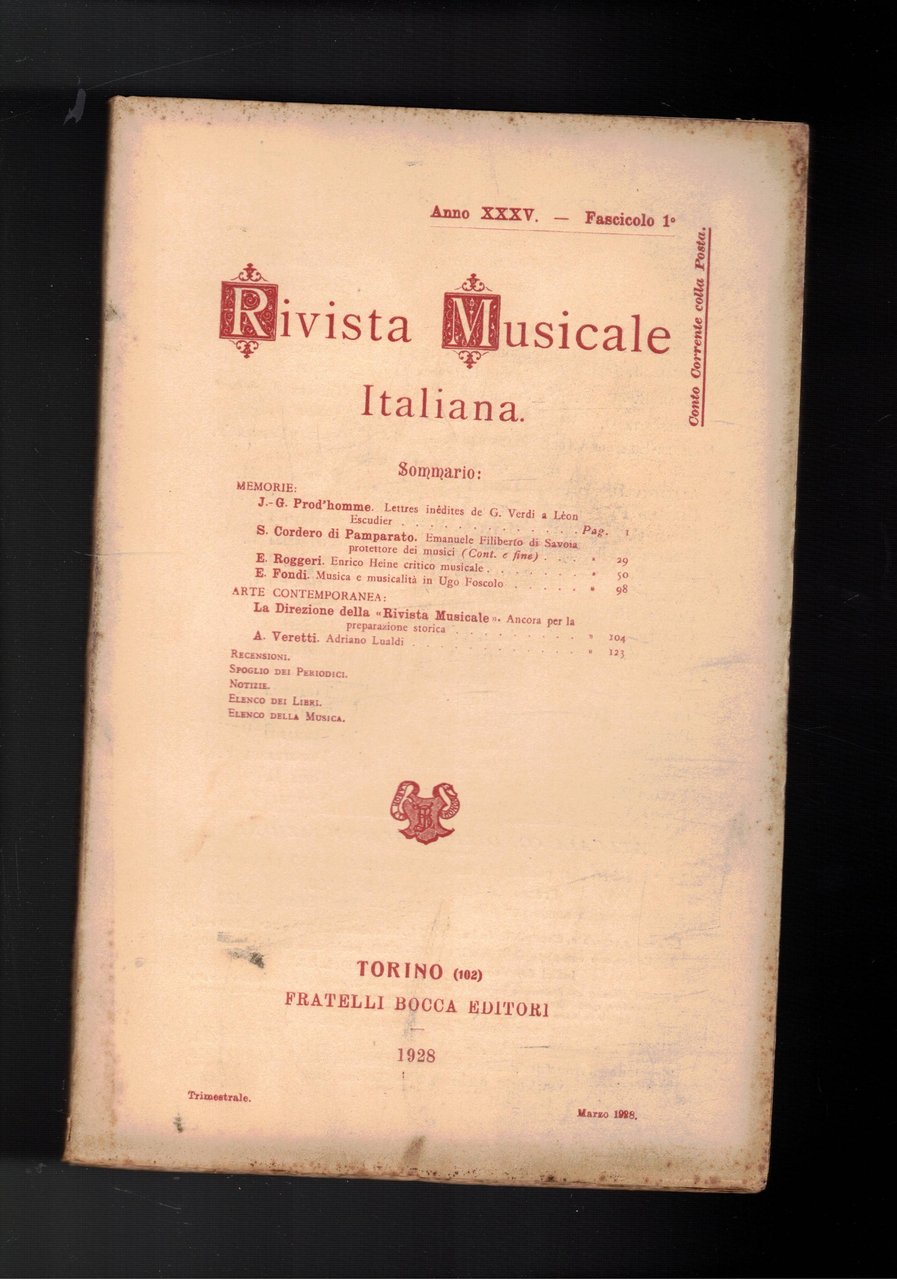 Anno XXXV. — Fascicolo 1°
Conto Corrente colla Posta.
Rivista Musicale
Italiana.
Sommario:
MEMORIE:
J.-G. Prod'homme. Lettres inédites de G. Verdi a Léon
Escudier . . . . . . . . . . . . . . . Pag. 1
S. Cordero di Pamparato. Emanuele Filiberto di Savoia
protettore dei musici (Cont. e fine) . . . . . » 29
E. Roggeri. Enrico Heine critico musicale . . . . . . . . » 50
E. Fondi. Musica e musicalità in Ugo Foscolo . . . . . . » 98
ARTE CONTEMPORANEA:
La Direzione della «Rivista Musicale». Ancora per la
preparazione storica . . . . . . . . . . . » 104
A. Veretti. Adriano Lualdi . . . . . . . . . . . . . » 123
RECENSIONI.
SPOGLIO DEI PERIODICI.
NOTIZIE.
ELENCO DEI LIBRI.
ELENCO DELLA MUSICA.
TORINO (102)
FRATELLI BOCCA EDITORI
1928
Trimestrale.
Marzo 1928.